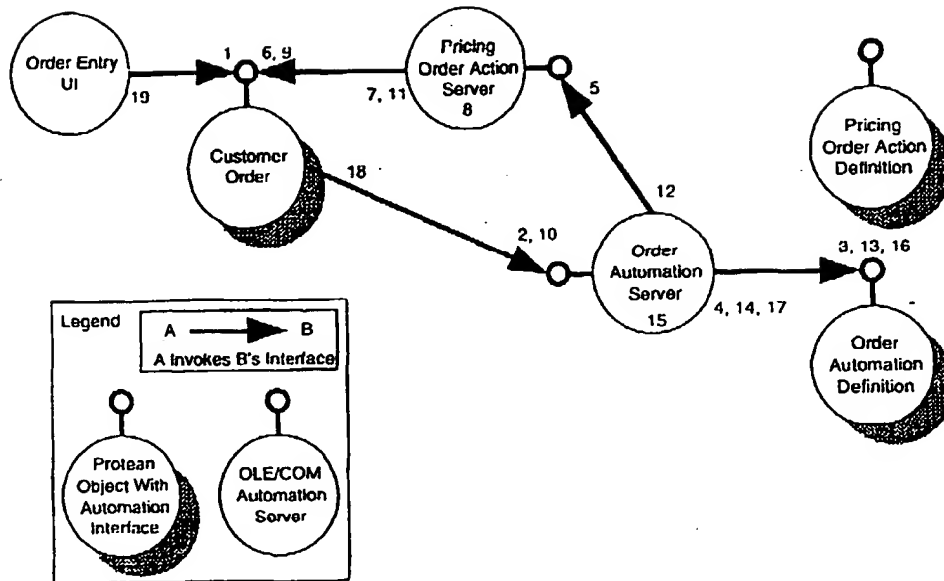 Order Entry
UI
19
1
6, 9
7, 11
Pricing
Order Action
Server
8
5
Customer
Order
18
2, 10
12
Order
Automation
Server
15
4, 14, 17
3, 13, 16
Pricing
Order Action
Definition
Order
Automation
Definition
Legend
A
B
A Invokes B's Interface
Protean
Object With
Automation
Interface
OLE/COM
Automation
Server